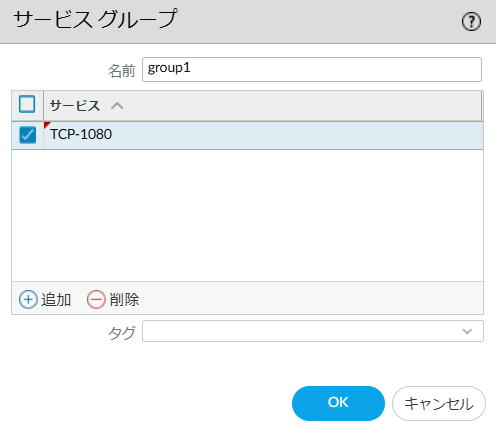 サービス グループ
名前 group1
サービス
TCP-1080
追加 削除
タグ
OK キャンセル